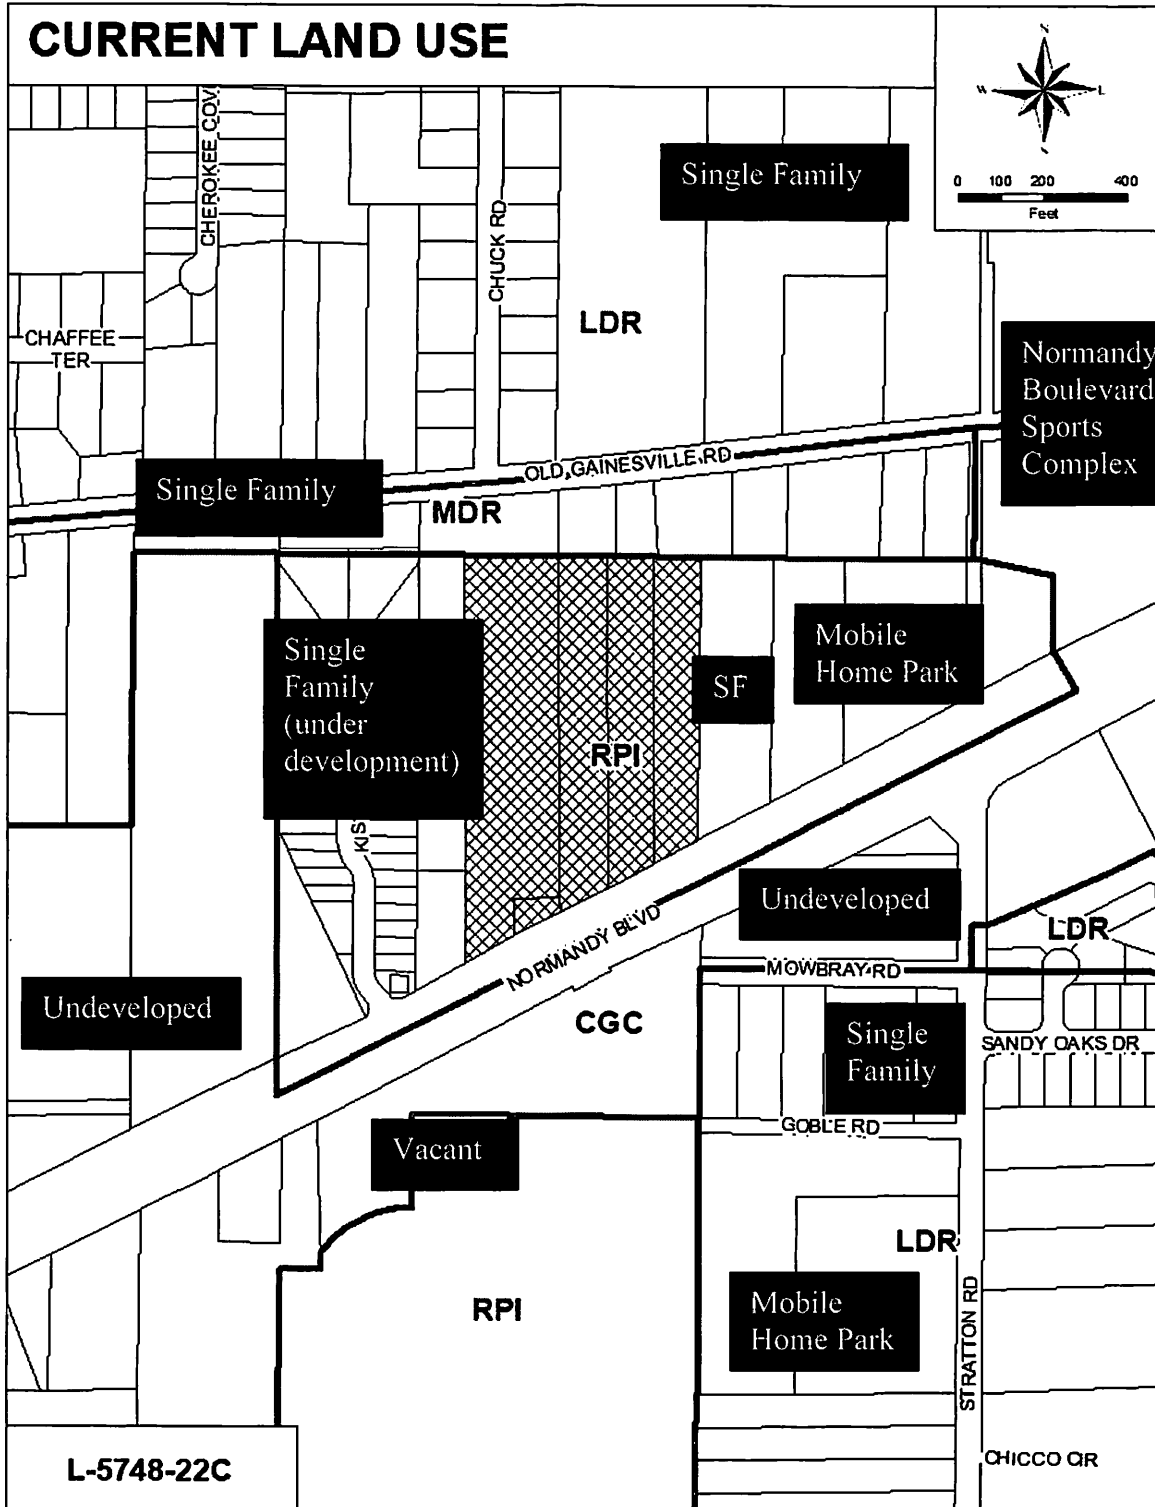 CURRENT LAND USE
N
W
L
0 100 200 400
Feet
CHEROKEE COV
CHUCK RD
Single Family
LDR
CHAFFEE
TER
Normandy
Boulevard
Sports
Complex
OLD GAINESVILLE RD
Single Family
MDR
Single
Family
(under
development)
Mobile
Home Park
SF
RPI
KIS
Undeveloped
NORMANDY BLVD
LDR
MOWBRAY RD
Undeveloped
CGC
Single
Family
SANDY OAKS DR
GOBLE RD
Vacant
LDR
RPI
Mobile
Home Park
STRATTON RD
L-5748-22C
CHICCO CIR